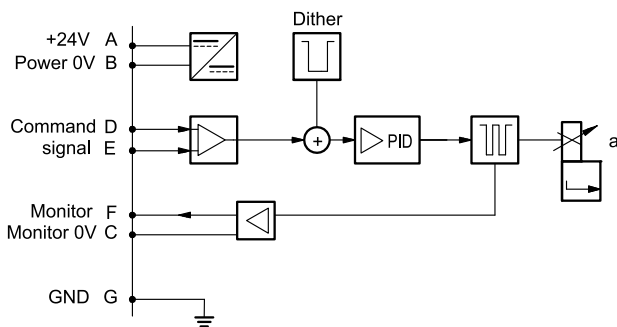 Dither
+24V A
Power 0V B
Command D
signal E
+
PID
a
Monitor F
Monitor 0V C
GND G